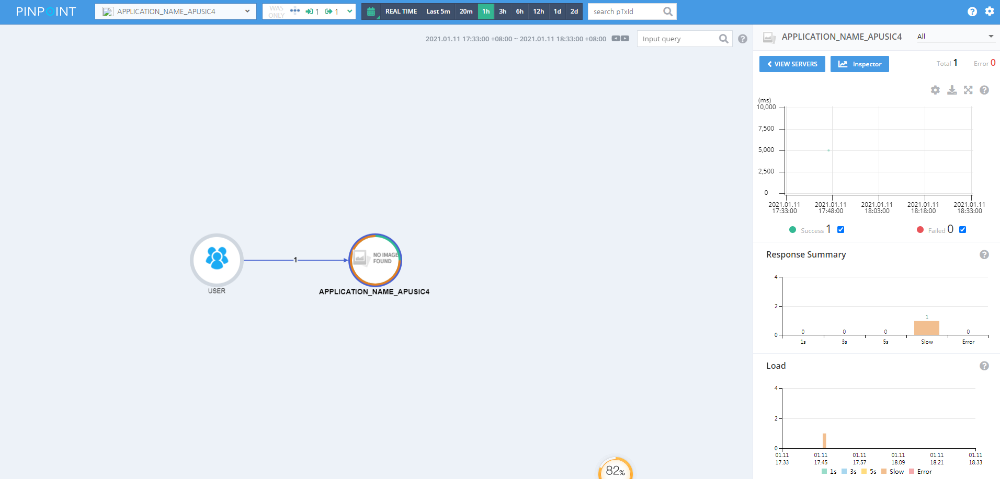 PINPOINT
APPLICATION_NAME_APUSIC4
WAS
ONLY
1
1
REAL TIME
Last 5m
20m
1h
3h
6h
12h
1d
2d
search pTxId
2021.01.11 17:33:00 +08:00 ~ 2021.01.11 18:33:00 +08:00
Input query
USER
1
NO IMAGE
FOUND
APPLICATION_NAME_APUSIC4
82%
APPLICATION_NAME_APUSIC4
All
VIEW SERVERS
Inspector
Total 1
Error 0
(ms)
10,000
7,500
5,000
2,500
0
2021.01.11 2021.01.11 2021.01.11 2021.01.11 2021.01.11
17:33:00 17:48:00 18:03:00 18:18:00 18:33:00
Success 1
Failed 0
Response Summary
4
2
0
0 0 0 1 0
1s 3s 5s Slow Error
Load
4
2
0
01.11 01.11 01.11 01.11 01.11 01.11
17:33 17:45 17:57 18:09 18:21 18:33
1s 3s 5s Slow Error